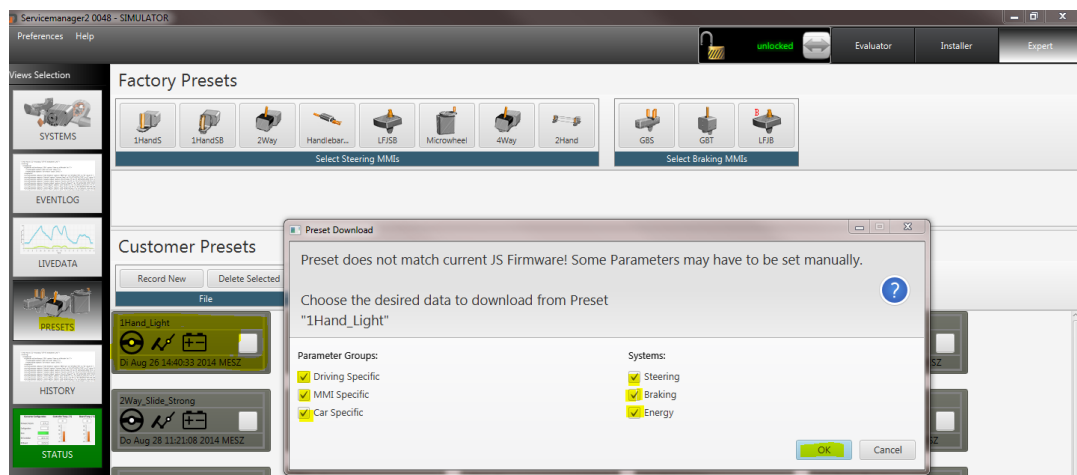 Servicemanager2 0048 - SIMULATOR
Preferences Help
unlocked
Evaluator
Installer
Expert
Views Selection
SYSTEMS
EVENTLOG
LIVEDATA
PRESETS
HISTORY
STATUS
Factory Presets
1HandS
1HandSB
2Way
Handlebar...
LFJSB
Microwheel
4Way
2Hand
Select Steering MMIs
GBS
GBT
LFJB
Select Braking MMIs
Customer Presets
Record New
Delete Selected
File
1Hand_Light
Di Aug 26 14:40:33 2014 MESZ
2Way_Slide_Strong
Do Aug 28 11:21:08 2014 MESZ
Preset Download
Preset does not match current JS Firmware! Some Parameters may have to be set manually.
Choose the desired data to download from Preset
"1Hand_Light"
Parameter Groups:
Driving Specific
MMI Specific
Car Specific
Systems:
Steering
Braking
Energy
OK
Cancel